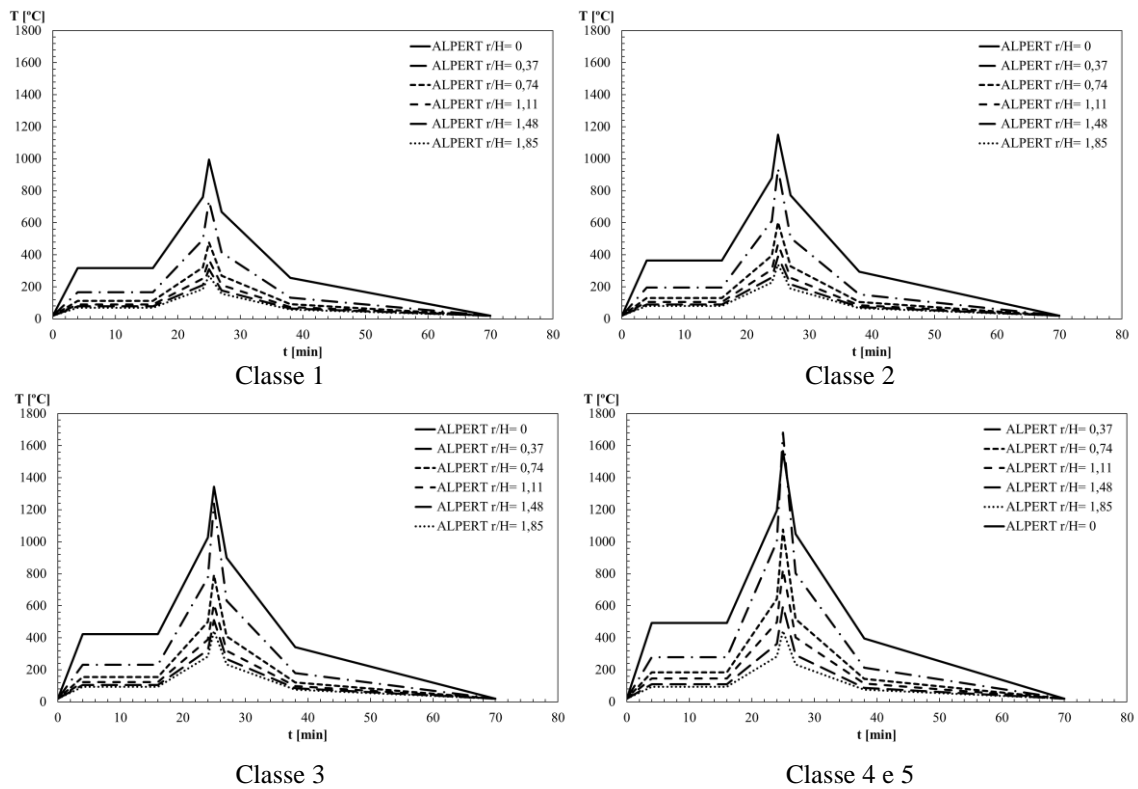 T [ºC]
1800
1600
1400
1200
1000
800
600
400
200
0
0 10 20 30 40 50 60 70 80
t [min]
ALPERT r/H= 0
ALPERT r/H= 0,37
ALPERT r/H= 0,74
ALPERT r/H= 1,11
ALPERT r/H= 1,48
ALPERT r/H= 1,85
Classe 1
T [ºC]
1800
1600
1400
1200
1000
800
600
400
200
0
0 10 20 30 40 50 60 70 80
t [min]
ALPERT r/H= 0
ALPERT r/H= 0,37
ALPERT r/H= 0,74
ALPERT r/H= 1,11
ALPERT r/H= 1,48
ALPERT r/H= 1,85
Classe 2
T [ºC]
1800
1600
1400
1200
1000
800
600
400
200
0
0 10 20 30 40 50 60 70 80
t [min]
ALPERT r/H= 0
ALPERT r/H= 0,37
ALPERT r/H= 0,74
ALPERT r/H= 1,11
ALPERT r/H= 1,48
ALPERT r/H= 1,85
Classe 3
T [ºC]
1800
1600
1400
1200
1000
800
600
400
200
0
0 10 20 30 40 50 60 70 80
t [min]
ALPERT r/H= 0,37
ALPERT r/H= 0,74
ALPERT r/H= 1,11
ALPERT r/H= 1,48
ALPERT r/H= 1,85
ALPERT r/H= 0
Classe 4 e 5